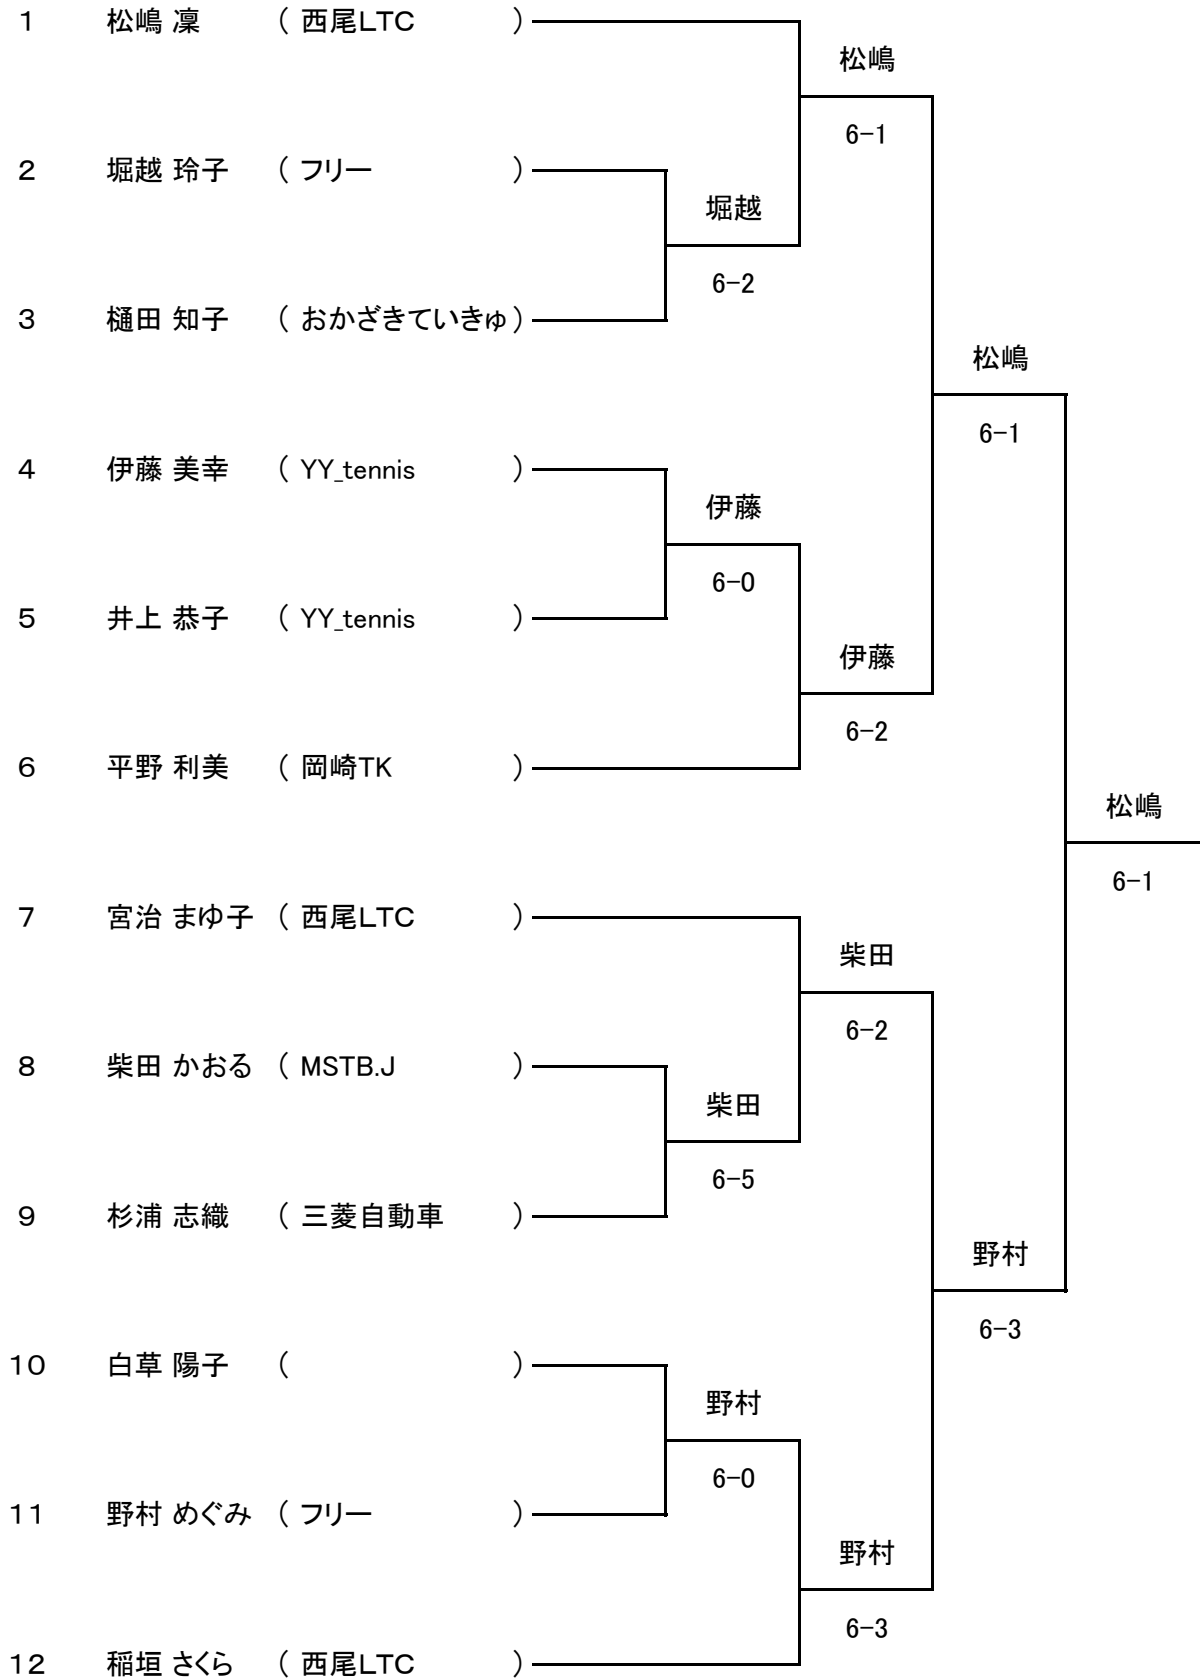 1 松嶋 凜 ( 西尾LTC )
松嶋
6-1
2 堀越 玲子 ( フリー )
堀越
6-2
3 樋田 知子 ( おかざきていきゅ )
松嶋
6-1
4 伊藤 美幸 ( YY_tennis )
伊藤
6-0
5 井上 恭子 ( YY_tennis )
伊藤
6-2
6 平野 利美 ( 岡崎TK )
松嶋
6-1
7 宮治 まゆ子 ( 西尾LTC )
柴田
6-2
8 柴田 かおる ( MSTB.J )
柴田
6-5
9 杉浦 志織 ( 三菱自動車 )
野村
6-3
10 白草 陽子 ( )
野村
6-0
11 野村 めぐみ ( フリー )
野村
6-3
12 稲垣 さくら ( 西尾LTC )